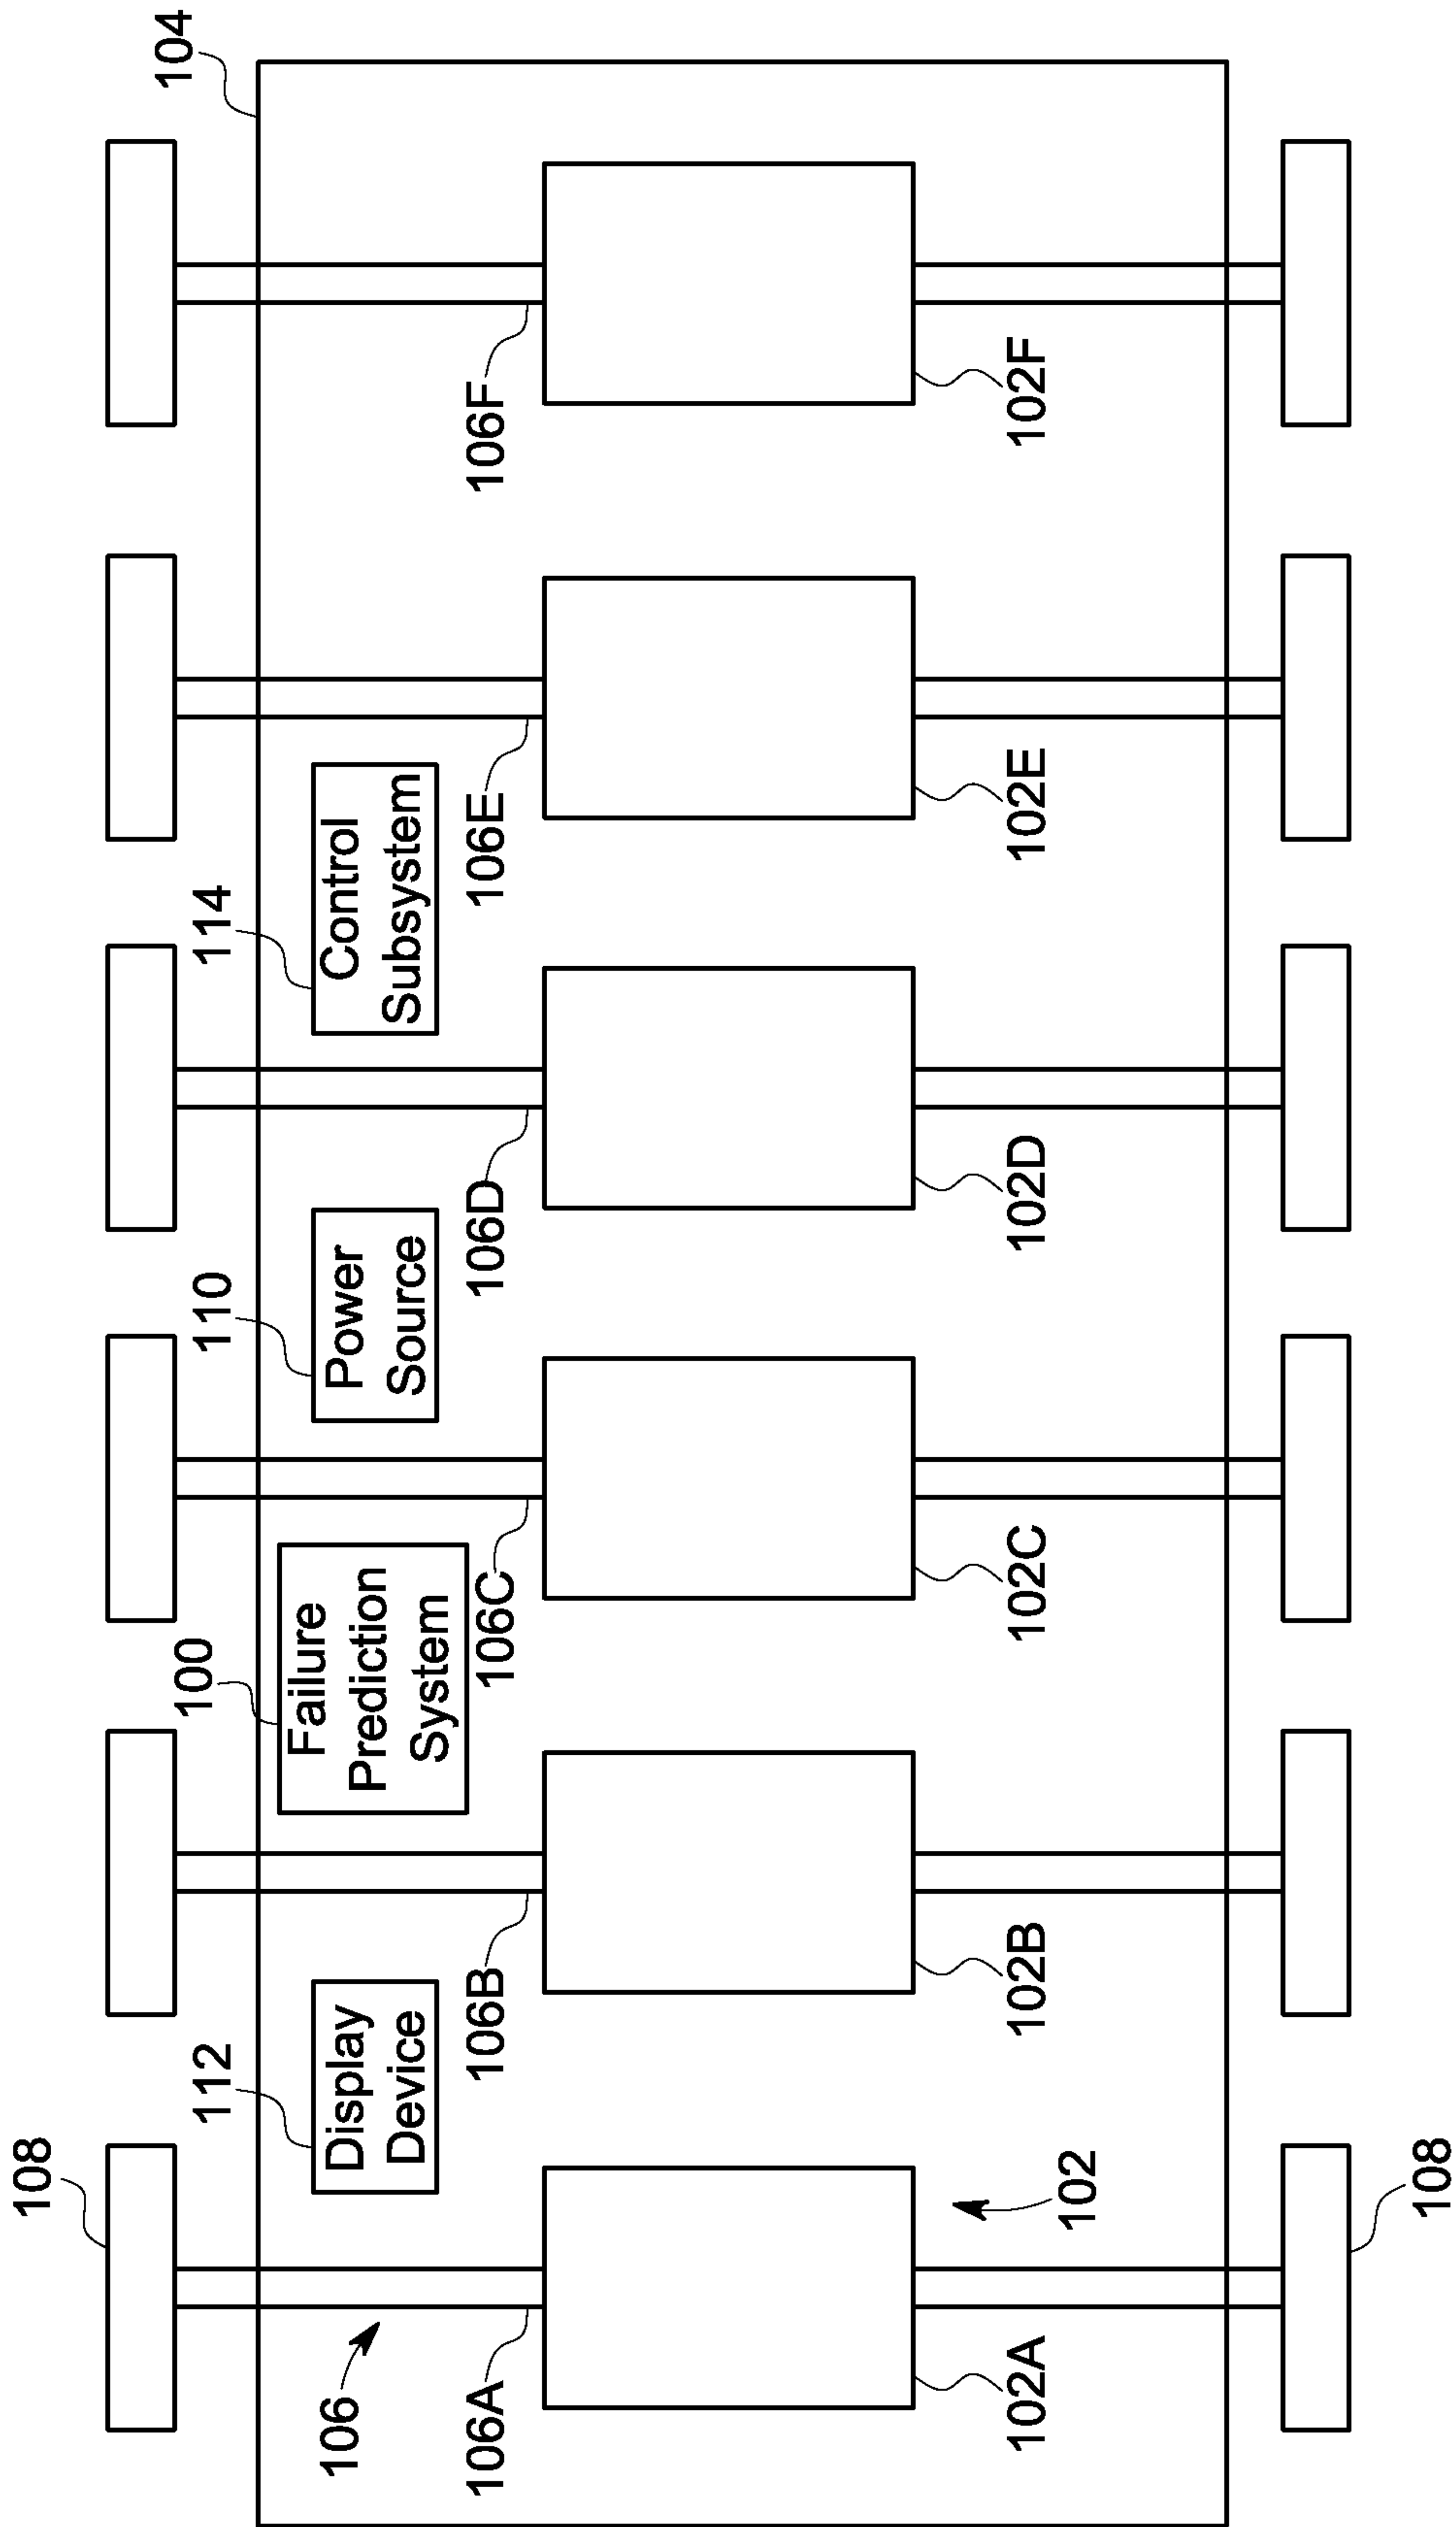 104
108
112
100
110
114
Display
Device
Failure
Prediction
System
Power
Source
Control
Subsystem
106
106A
106B
106C
106D
106E
106F
102A
102
102B
102C
102D
102E
102F
108